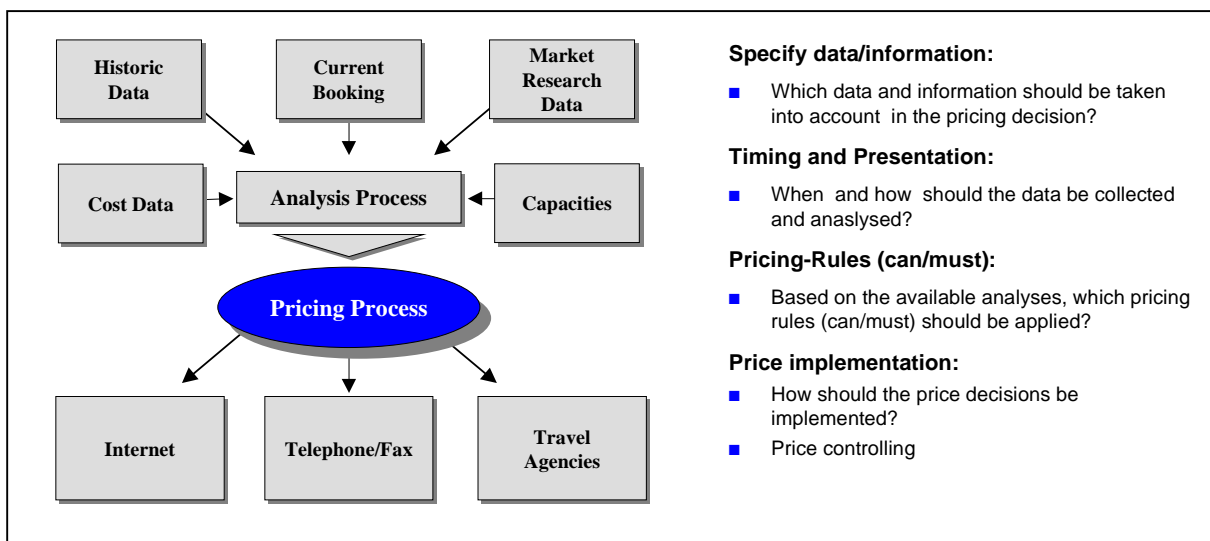 Historic
Data
Current
Booking
Market
Research
Data
Cost Data
Analysis Process
Capacities
Pricing Process
Internet
Telephone/Fax
Travel
Agencies
Specify data/information:
Which data and information should be taken
into account in the pricing decision?
Timing and Presentation:
When and how should the data be collected
and anaslysed?
Pricing-Rules (can/must):
Based on the available analyses, which pricing
rules (can/must) should be applied?
Price implementation:
How should the price decisions be
implemented?
Price controlling